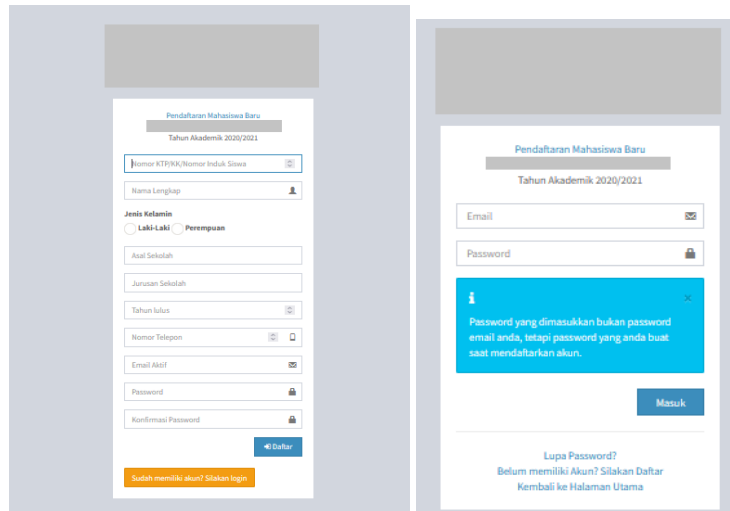 Pendaftaran Mahasiswa Baru
Tahun Akademik 2020/2021
Nomor KTP/KK/Nomor Induk Siswa
Nama Lengkap
Jenis Kelamin
Laki-Laki Perempuan
Asal Sekolah
Jurusan Sekolah
Tahun lulus
Nomor Telepon
Email Aktif
Password
Konfirmasi Password
Daftar
Sudah memiliki akun? Silakan login
Pendaftaran Mahasiswa Baru
Tahun Akademik 2020/2021
Email
Password
Password yang dimasukkan bukan password
email anda, tetapi password yang anda buat
saat mendaftarkan akun.
Masuk
Lupa Password?
Belum memiliki Akun? Silakan Daftar
Kembali ke Halaman Utama